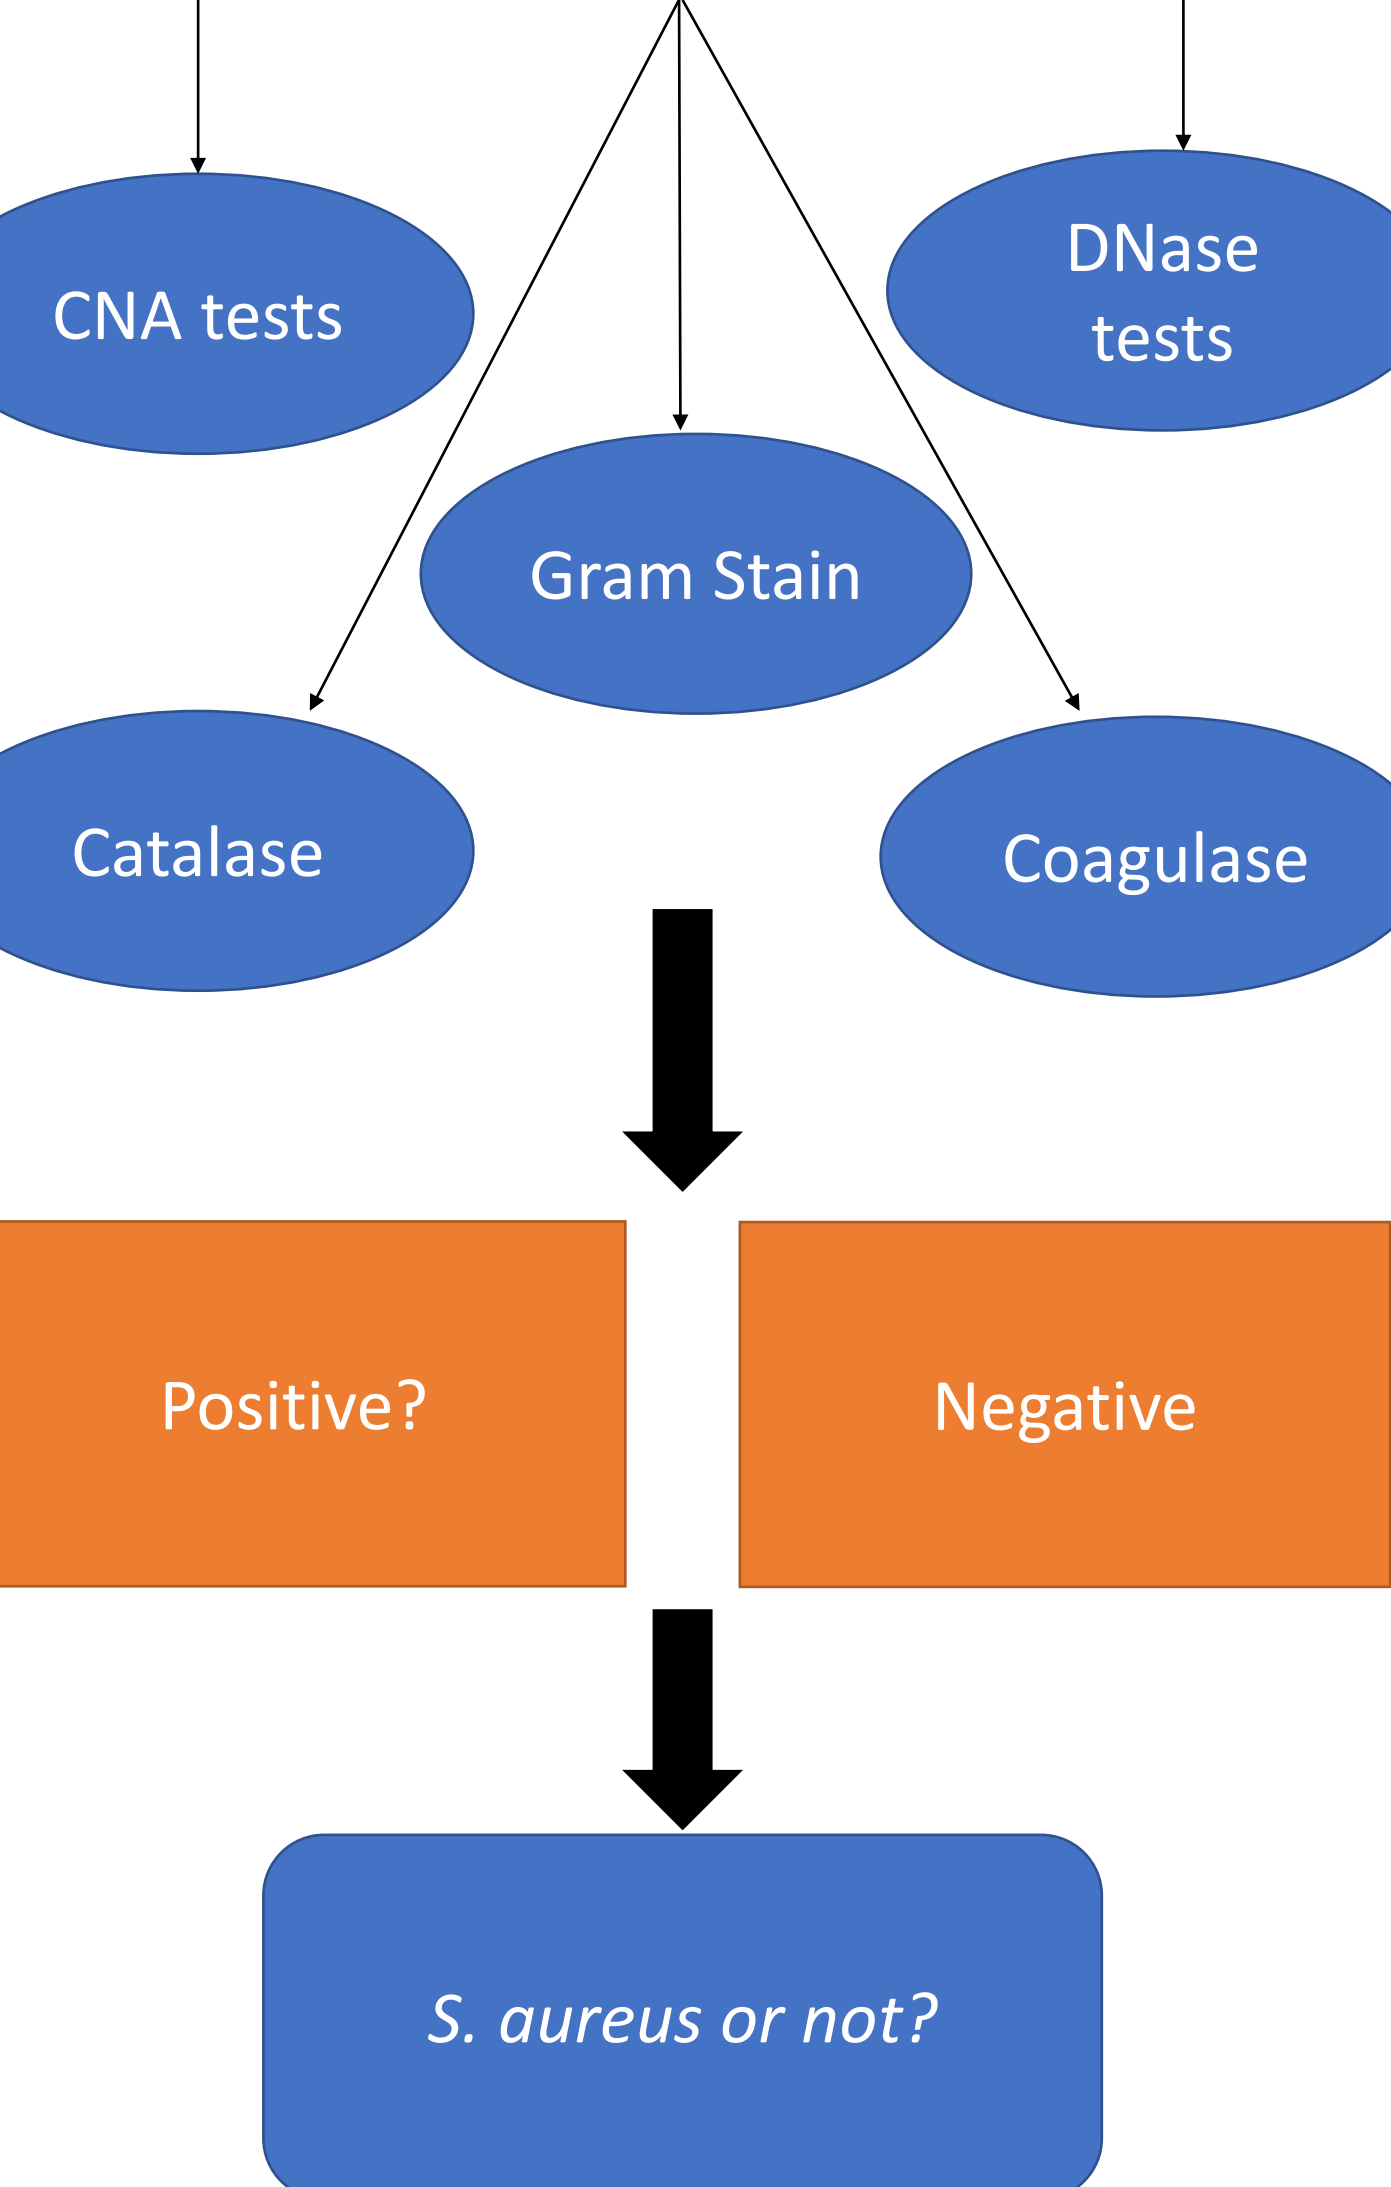 CNA tests
DNase
tests
Gram Stain
Catalase
Coagulase
Positive?
Negative
S. aureus or not?